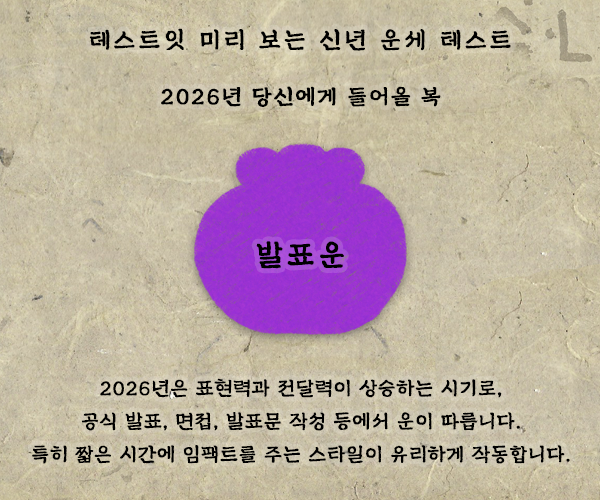 테스트잇 미리 보는 신년 운세 테스트
2026년 당신에게 들어올 복
발표운
2026년은 표현력과 전달력이 상승하는 시기로,
공식 발표, 면접, 발표문 작성 등에서 운이 따릅니다.
특히 짧은 시간에 임팩트를 주는 스타일이 유리하게 작동합니다.